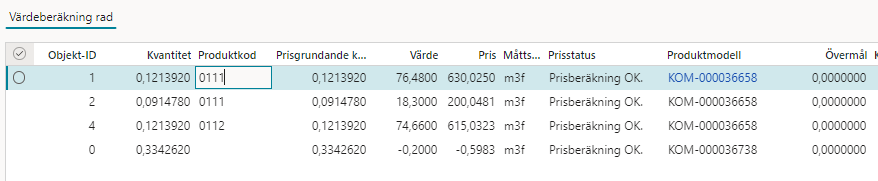 Värdeberäkning rad
Objekt-ID Kvantitet Produktkod Prisgrundande k... Värde Pris Måtts... Prisstatus Produktmodell Övermål K
1 0,1213920 0111 0,1213920 76,4800 630,0250 m3f Prisberäkning OK. KOM-000036658 0,0000000
2 0,0914780 0111 0,0914780 18,3000 200,0481 m3f Prisberäkning OK. KOM-000036658 0,0000000
4 0,1213920 0112 0,1213920 74,6600 615,0323 m3f Prisberäkning OK. KOM-000036658 0,0000000
0 0,3342620 0,3342620 -0,2000 -0,5983 m3f Prisberäkning OK. KOM-000036738 0,0000000